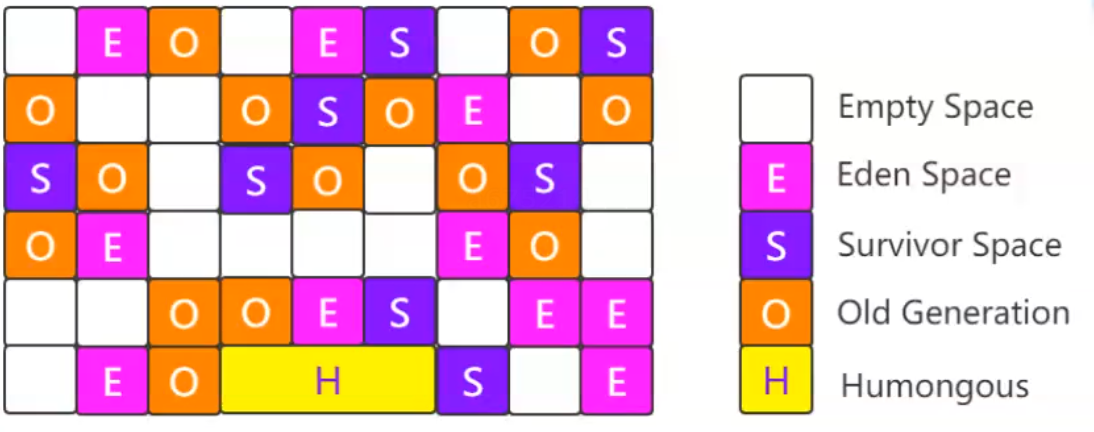 E O E S O S
O O S O E O
S O S O O S
O E E O
O O E S E E
E O H S E
Empty Space
E Eden Space
S Survivor Space
O Old Generation
H Humongous